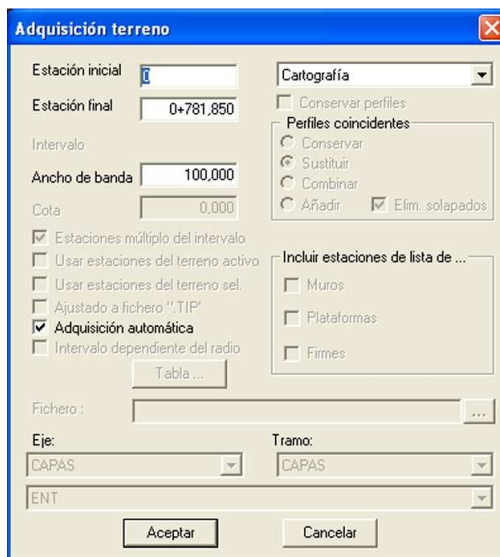 Adquisición terreno
Estación inicial 0
Estación final 0+781,850
Intervalo
Ancho de banda 100,000
Cota 0,000
Estaciones múltiplo del intervalo
Usar estaciones del terreno activo
Usar estaciones del terreno sel.
Ajustado a fichero ".TIP'
Adquisición automática
Intervalo dependiente del radio
Tabla ...
Cartografía
Conservar perfiles
Perfiles coincidentes
Conservar
Sustituir
Combinar
Añadir Elim. solapados
Incluir estaciones de lista de ...
Muros
Plataformas
Firmes
Fichero : ...
Eje: Tramo:
CAPAS CAPAS
ENT
Aceptar Cancelar